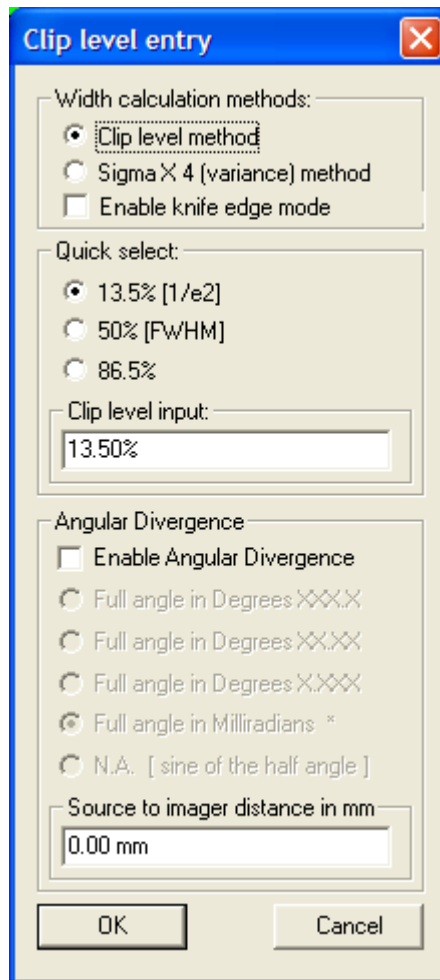 Clip level entry
Width calculation methods:
Clip level method
Sigma X 4 (variance) method
Enable knife edge mode
Quick select:
13.5% [1/e2]
50% [FWHM]
86.5%
Clip level input:
13.50%
Angular Divergence
Enable Angular Divergence
Full angle in Degrees XXX.X
Full angle in Degrees XX.XX
Full angle in Degrees X.XXX
Full angle in Milliradians *
N.A. [ sine of the half angle ]
Source to imager distance in mm
0.00 mm
OK Cancel